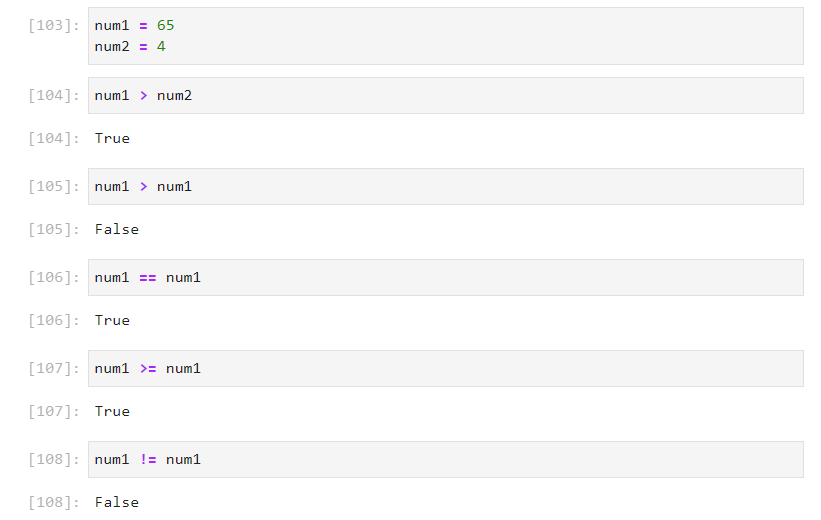 [103]: num1 = 65
num2 = 4
[104]: num1 > num2
[104]: True
[105]: num1 > num1
[105]: False
[106]: num1 == num1
[106]: True
[107]: num1 >= num1
[107]: True
[108]: num1 != num1
[108]: False